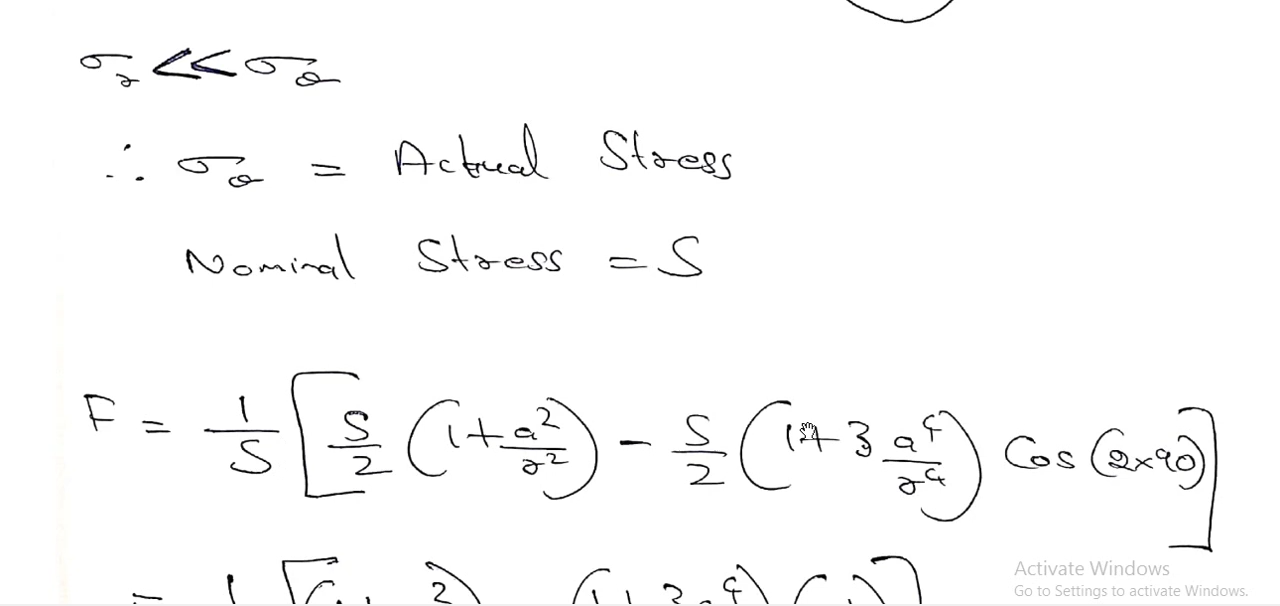 σr << σθ
∴ σθ = Actual Stress
Nominal Stress = S
F = 1/S [ S/2 (1 + a²/r²) − S/2 (1 + 3 a⁴/r⁴) Cos (2×90) ]
Activate Windows
Go to Settings to activate Windows.